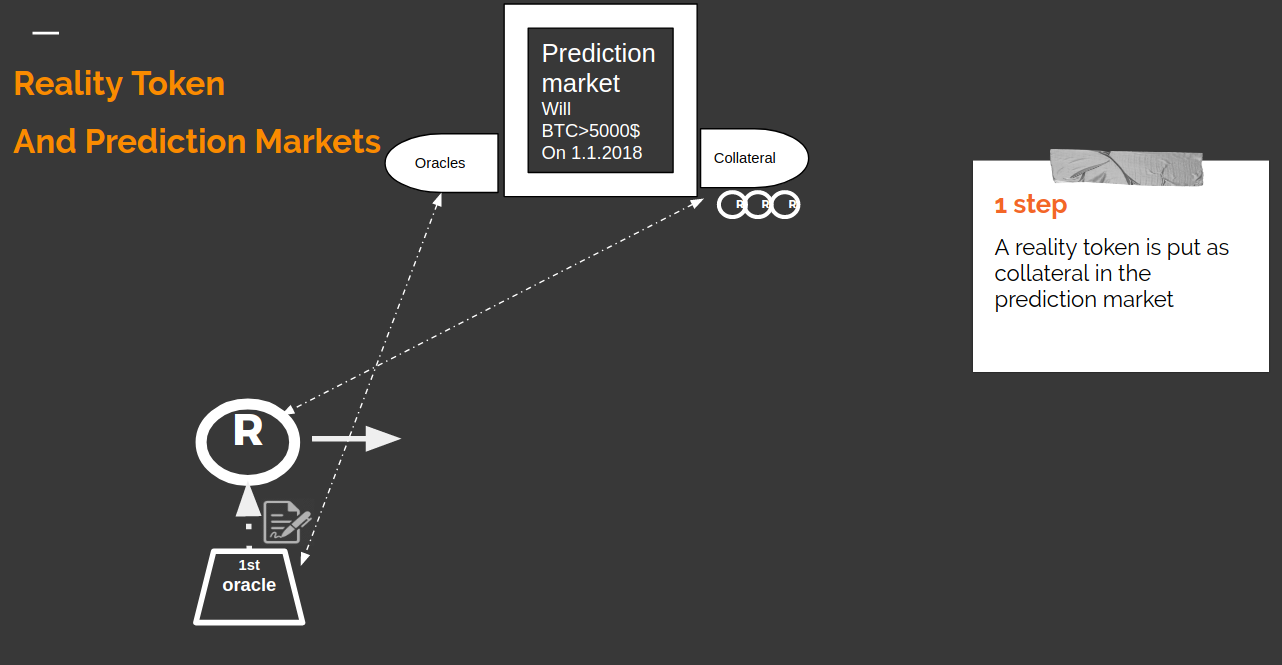 Reality Token
And Prediction Markets
Prediction
market
Will
BTC>5000$
On 1.1.2018
Oracles
Collateral
R R R
1 step
A reality token is put as
collateral in the
prediction market
R
1st
oracle